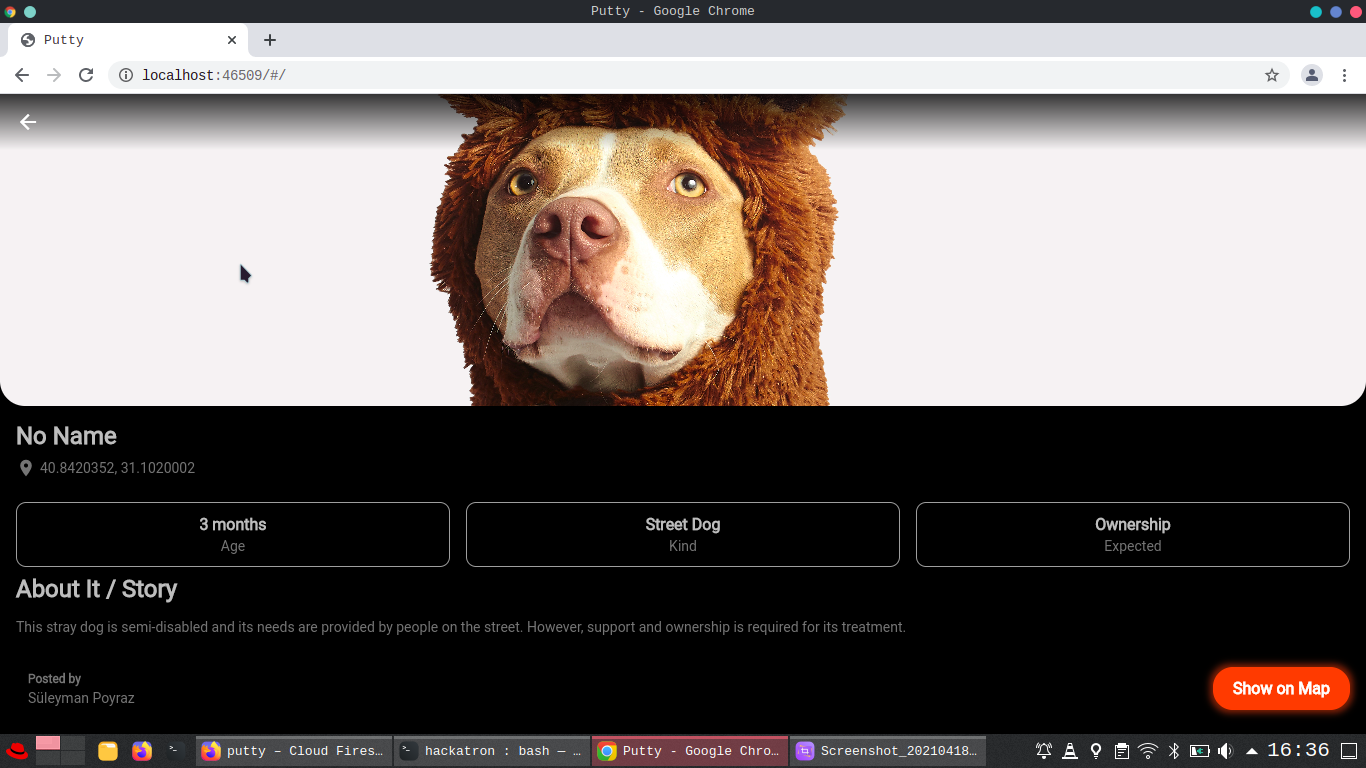 Putty - Google Chrome
Putty
localhost:46509/#/
No Name
40.8420352, 31.1020002
3 months
Age
Street Dog
Kind
Ownership
Expected
About It / Story
This stray dog is semi-disabled and its needs are provided by people on the street. However, support and ownership is required for its treatment.
Posted by
Süleyman Poyraz
Show on Map
putty – Cloud Fires...
hackatron : bash — ...
Putty - Google Chro...
Screenshot_20210418...
16:36